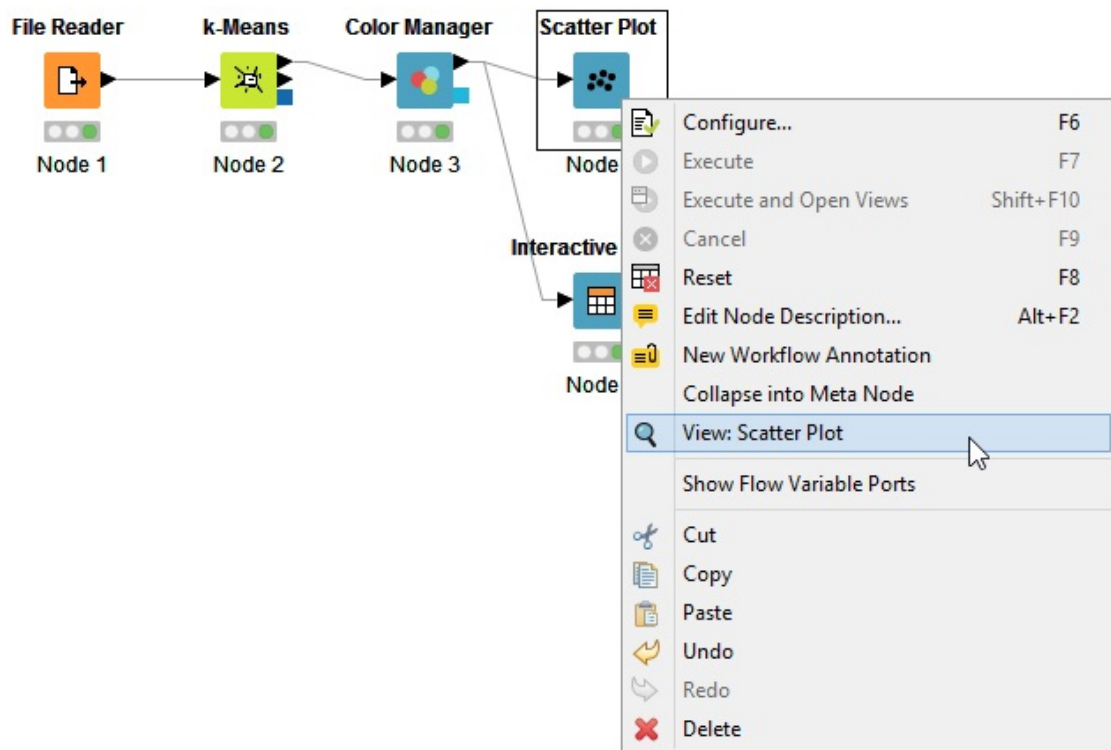 File Reader
k-Means
Color Manager
Scatter Plot
Node 1
Node 2
Node 3
Node
Interactive
Node
Configure... F6
Execute F7
Execute and Open Views Shift+F10
Cancel F9
Reset F8
Edit Node Description... Alt+F2
New Workflow Annotation
Collapse into Meta Node
View: Scatter Plot
Show Flow Variable Ports
Cut
Copy
Paste
Undo
Redo
Delete